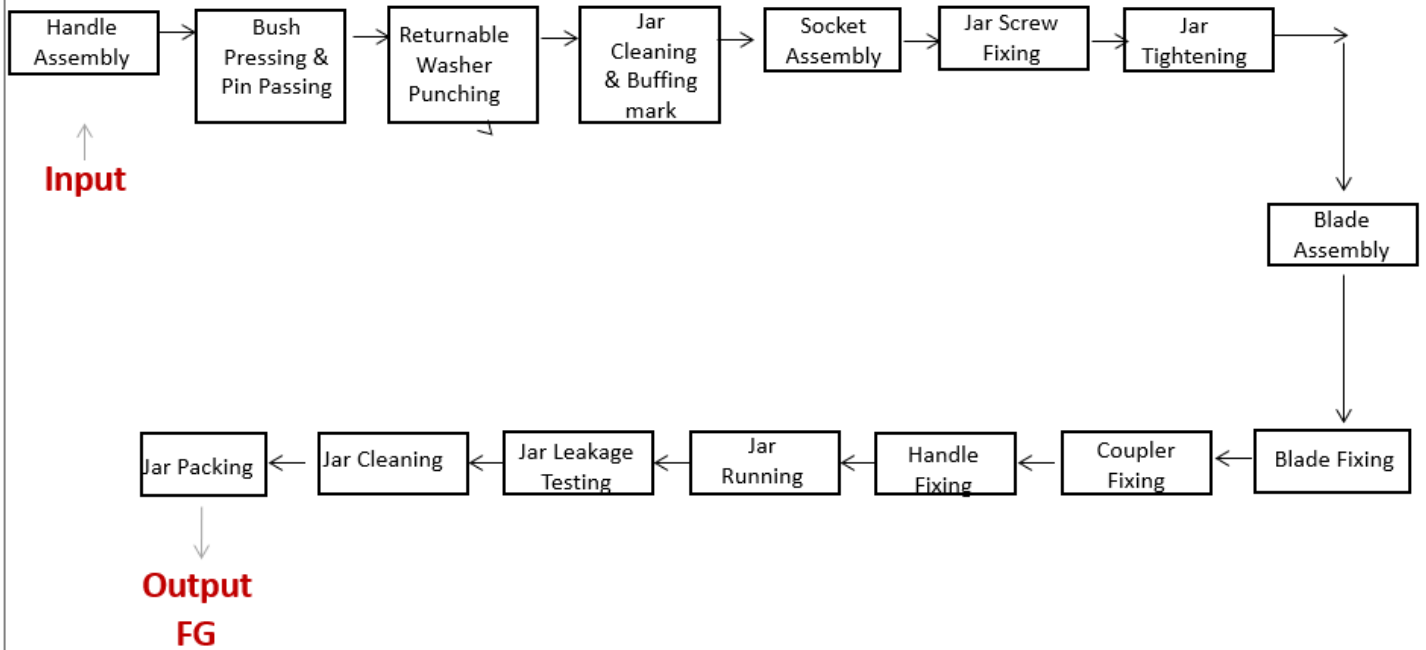 Handle
Assembly
Bush
Pressing &
Pin Passing
Returnable
Washer
Punching
Jar
Cleaning
& Buffing
mark
Socket
Assembly
Jar Screw
Fixing
Jar
Tightening
Input
Blade
Assembly
Blade Fixing
Coupler
Fixing
Handle
Fixing
Jar
Running
Jar Leakage
Testing
Jar Cleaning
Jar Packing
Output
FG